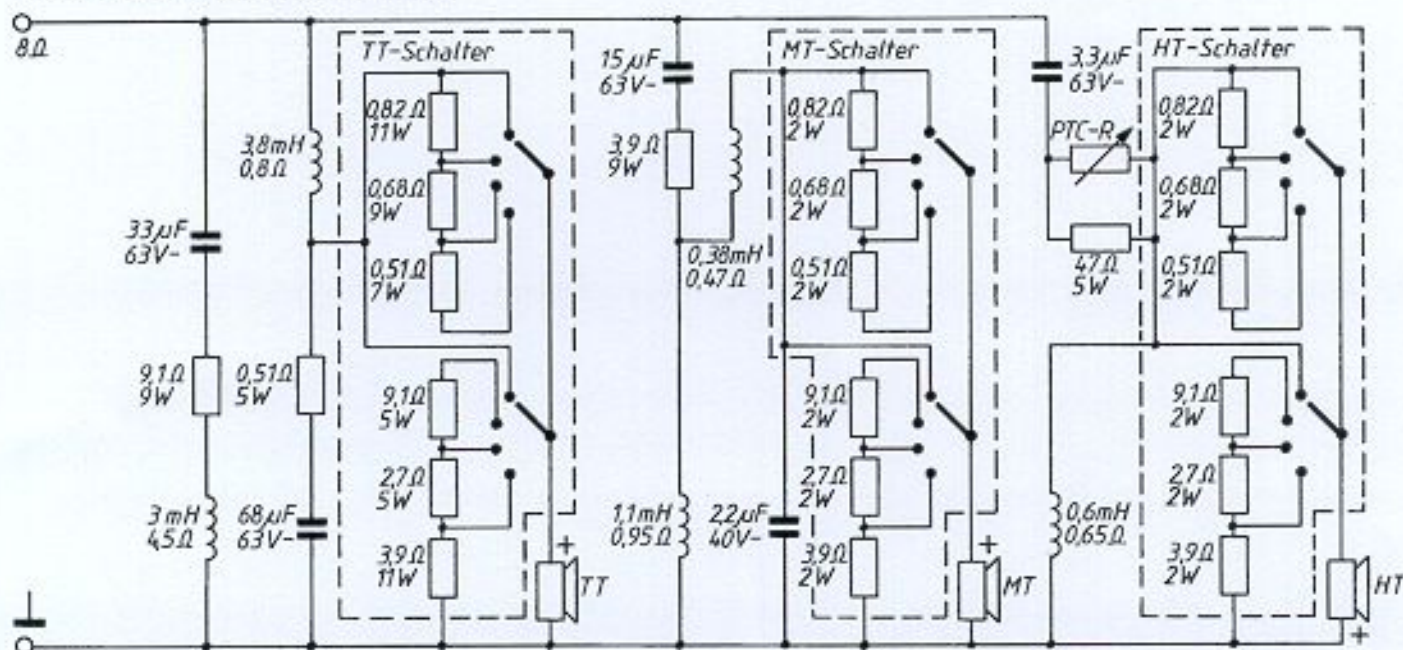 8Ω
33µF
63V~
9,1Ω
9W
3mH
4,5Ω
3,8mH
0,8Ω
0,51Ω
5W
68µF
63V~
TT-Schalter
0,82Ω
11W
0,68Ω
9W
0,51Ω
7W
9,1Ω
5W
2,7Ω
5W
3,9Ω
11W
+
TT
15µF
63V~
3,9Ω
9W
0,38mH
0,47Ω
1,1mH
0,95Ω
2,2µF
40V~
MT-Schalter
0,82Ω
2W
0,68Ω
2W
0,51Ω
2W
9,1Ω
2W
2,7Ω
2W
3,9Ω
2W
+
MT
3,3µF
63V~
PTC-R
47Ω
5W
0,6mH
0,65Ω
HT-Schalter
0,82Ω
2W
0,68Ω
2W
0,51Ω
2W
9,1Ω
2W
2,7Ω
2W
3,9Ω
2W
HT
+